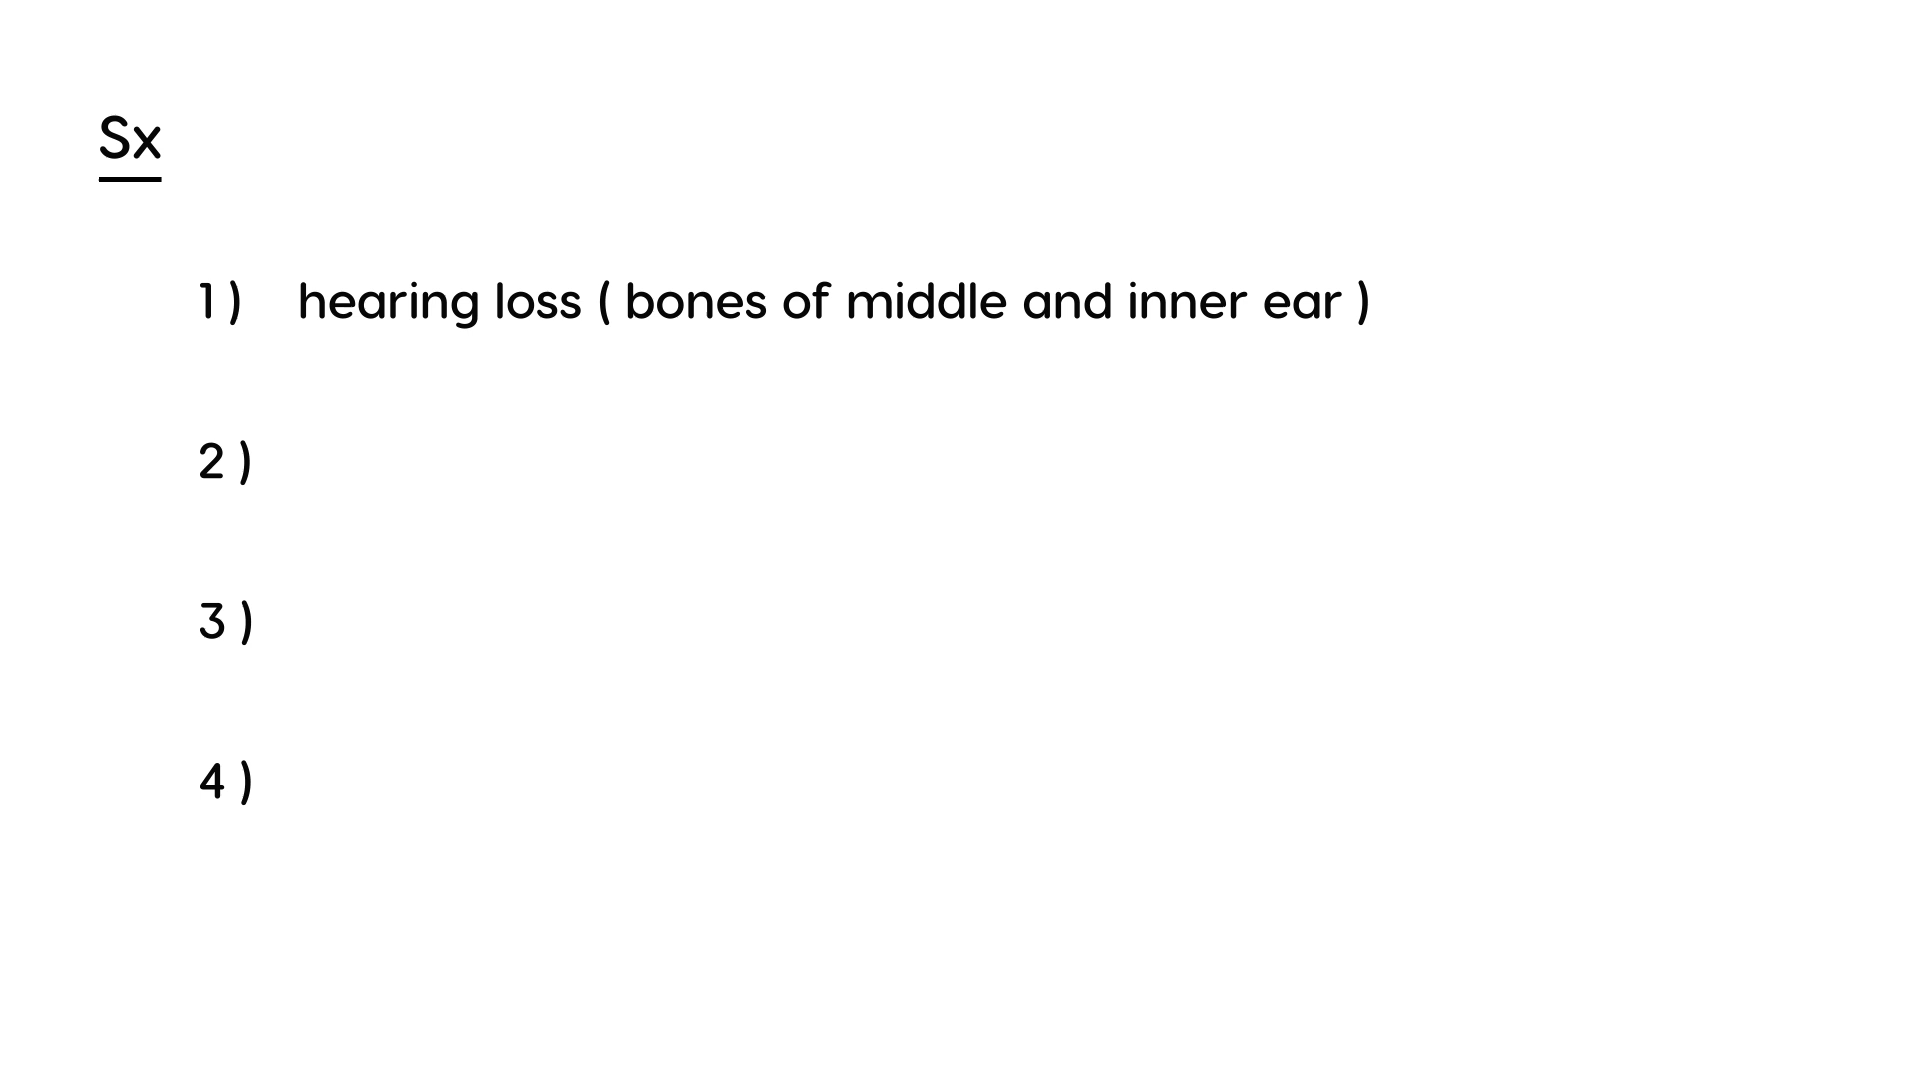 Sx
1 ) hearing loss ( bones of middle and inner ear )
2 )
3 )
4 )